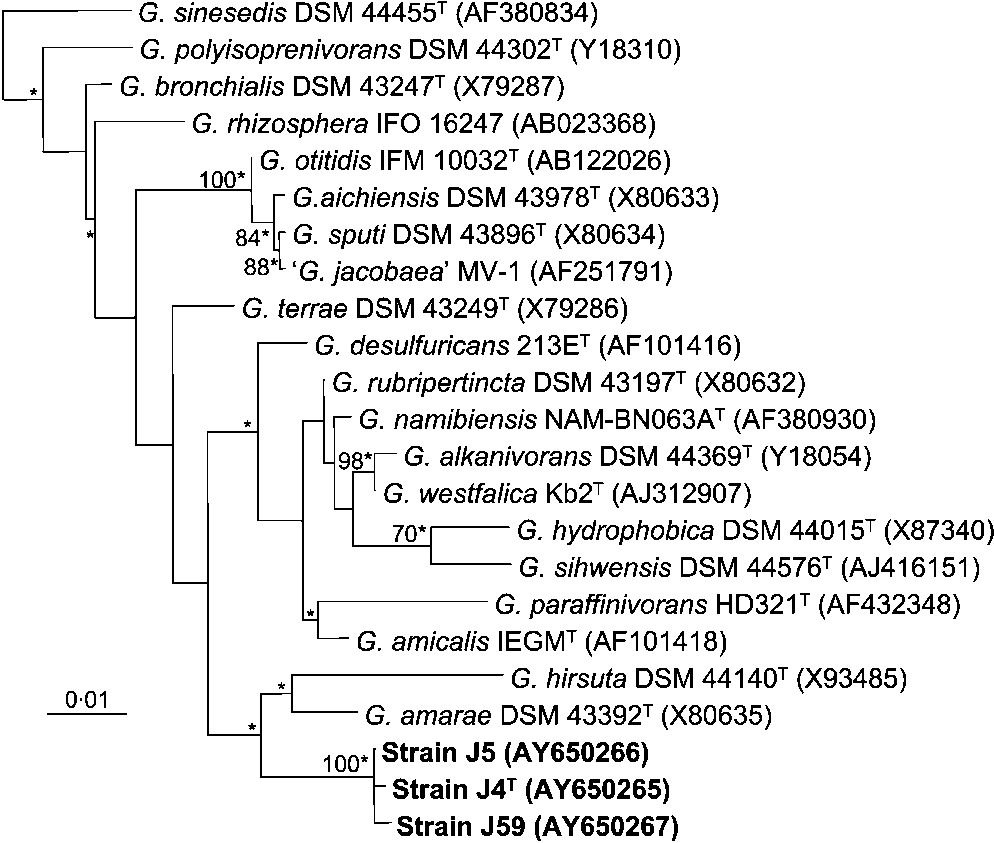 G. sinesedis DSM 44455ᵀ (AF380834)
G. polyisoprenivorans DSM 44302ᵀ (Y18310)
*
G. bronchialis DSM 43247ᵀ (X79287)
G. rhizosphera IFO 16247 (AB023368)
G. otitidis IFM 10032ᵀ (AB122026)
100*
G.aichiensis DSM 43978ᵀ (X80633)
*
84*
G. sputi DSM 43896ᵀ (X80634)
88*
‘G. jacobaea’ MV-1 (AF251791)
G. terrae DSM 43249ᵀ (X79286)
G. desulfuricans 213Eᵀ (AF101416)
G. rubripertincta DSM 43197ᵀ (X80632)
*
G. namibiensis NAM-BN063Aᵀ (AF380930)
98*
G. alkanivorans DSM 44369ᵀ (Y18054)
G. westfalica Kb2ᵀ (AJ312907)
70*
G. hydrophobica DSM 44015ᵀ (X87340)
G. sihwensis DSM 44576ᵀ (AJ416151)
G. paraffinivorans HD321ᵀ (AF432348)
*
G. amicalis IEGMᵀ (AF101418)
G. hirsuta DSM 44140ᵀ (X93485)
*
0·01
G. amarae DSM 43392ᵀ (X80635)
*
Strain J5 (AY650266)
100*
Strain J4ᵀ (AY650265)
Strain J59 (AY650267)